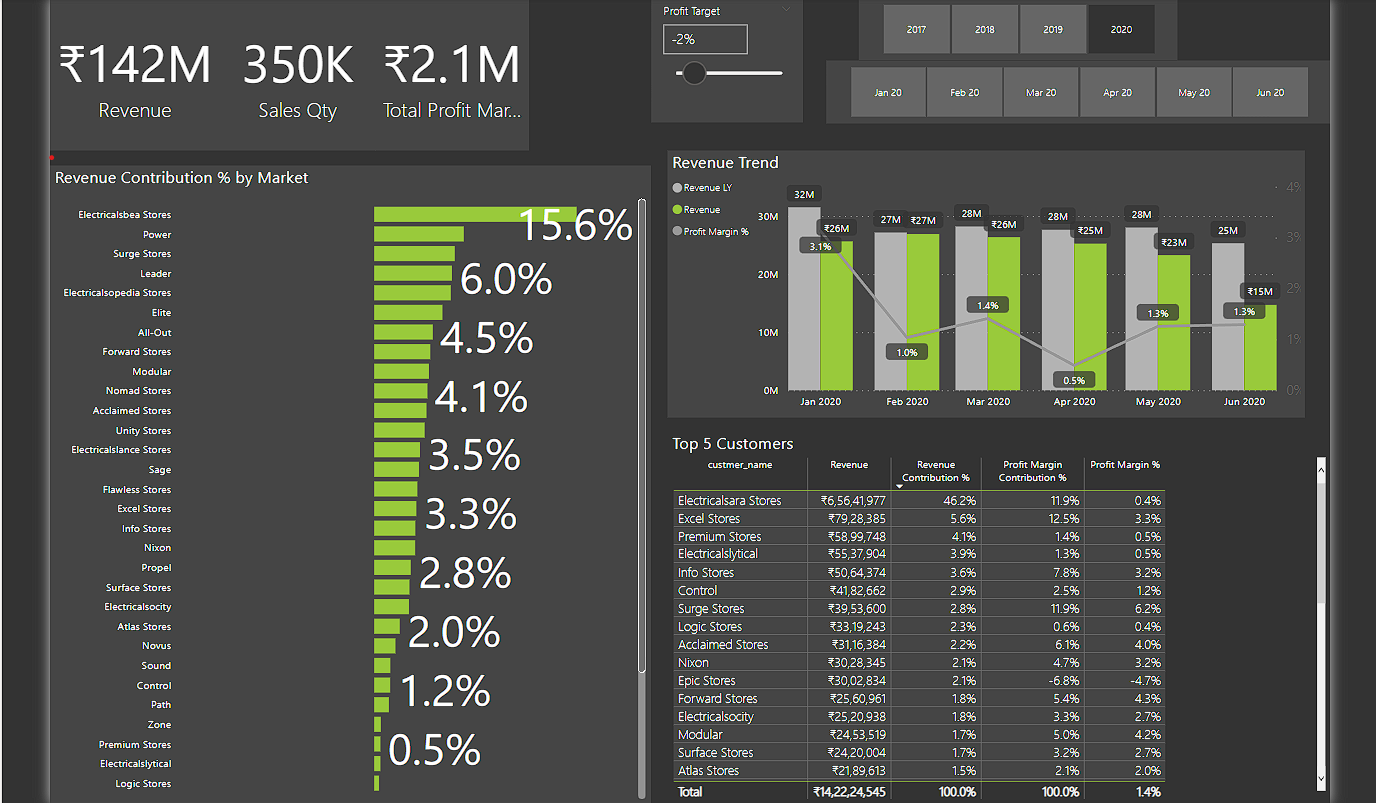 ₹142M 350K ₹2.1M
Revenue Sales Qty Total Profit Mar...
Profit Target
-2%
2017 2018 2019 2020
Jan 20 Feb 20 Mar 20 Apr 20 May 20 Jun 20
Revenue Contribution % by Market
Electricalsbea Stores
15.6%
Power
Surge Stores
Leader
6.0%
Electricalsopedia Stores
Elite
All-Out
4.5%
Forward Stores
Modular
Nomad Stores
4.1%
Acclaimed Stores
Unity Stores
Electricalslance Stores
3.5%
Sage
Flawless Stores
Excel Stores
3.3%
Info Stores
Nixon
Propel
2.8%
Surface Stores
Electricalsocity
Atlas Stores
2.0%
Novus
Sound
Control
1.2%
Path
Zone
Premium Stores
0.5%
Electricalslytical
Logic Stores
Revenue Trend
Revenue LY
Revenue
Profit Margin %
30M
20M
10M
0M
32M ₹26M 27M ₹27M 28M ₹26M 28M ₹25M 28M ₹23M 25M ₹15M
3.1% 1.0% 1.4% 0.5% 1.3% 1.3%
49
39
29
19
09
Jan 2020 Feb 2020 Mar 2020 Apr 2020 May 2020 Jun 2020
Top 5 Customers
custmer_name Revenue Revenue Contribution % Profit Margin Contribution % Profit Margin %
Electricalsara Stores ₹6,56,41,977 46.2% 11.9% 0.4%
Excel Stores ₹79,28,385 5.6% 12.5% 3.3%
Premium Stores ₹58,99,748 4.1% 1.4% 0.5%
Electricalslytical ₹55,37,904 3.9% 1.3% 0.5%
Info Stores ₹50,64,374 3.6% 7.8% 3.2%
Control ₹41,82,662 2.9% 2.5% 1.2%
Surge Stores ₹39,53,600 2.8% 11.9% 6.2%
Logic Stores ₹33,19,243 2.3% 0.6% 0.4%
Acclaimed Stores ₹31,16,384 2.2% 6.1% 4.0%
Nixon ₹30,28,345 2.1% 4.7% 3.2%
Epic Stores ₹30,02,834 2.1% -6.8% -4.7%
Forward Stores ₹25,60,961 1.8% 5.4% 4.3%
Electricalsocity ₹25,20,938 1.8% 3.3% 2.7%
Modular ₹24,53,519 1.7% 5.0% 4.2%
Surface Stores ₹24,20,004 1.7% 3.2% 2.7%
Atlas Stores ₹21,89,613 1.5% 2.1% 2.0%
Total ₹14,22,24,545 100.0% 100.0% 1.4%